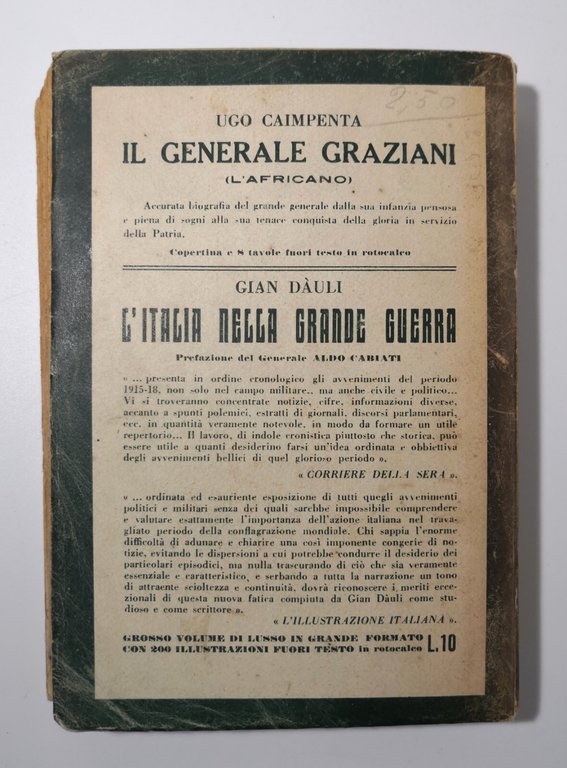 2,50
UGO CAIMPENTA
IL GENERALE GRAZIANI
(L'AFRICANO)
Accurata biografia del grande generale dalla sua infanzia pensosa
e piena di sogni alla sua tenace conquista della gloria in servizio
della Patria.
Copertina e 8 tavole fuori testo in rotocalco
GIAN DÀULI
L'ITALIA NELLA GRANDE GUERRA
Prefazione del Generale ALDO CABIATI
« ... presenta in ordine cronologico gli avvenimenti del periodo
1915-18, non solo nel campo militare.. ma anche civile e politico...
Vi si troveranno concentrate notizie, cifre, informazioni diverse,
accanto a spunti polemici, estratti di giornali, discorsi parlamentari,
ecc. in quantità veramente notevole, in modo da formare un utile
repertorio... Il lavoro, di indole cronistica piuttosto che storica, può
essere utile a quanti desiderino farsi un'idea ordinata e obbiettiva
degli avvenimenti bellici di quel glorioso periodo ».
« CORRIERE DELLA SERA ».
« ... ordinata ed esauriente esposizione di tutti quegli avvenimenti
politici e militari senza dei quali sarebbe impossibile comprendere
e valutare esattamente l'importanza dell'azione italiana nel trava-
gliato periodo della conflagrazione mondiale. Chi sappia l'enorme
difficoltà di adunare e chiarire una così imponente congerie di no-
tizie, evitando le dispersioni a cui potrebbe condurre il desiderio dei
particolari episodici, ma nulla trascurando di ciò che sia veramente
essenziale e caratteristico, e serbando a tutta la narrazione un tono
di attraente scioltezza e continuità, dovrà riconoscere i meriti ecce-
zionali di questa nuova fatica compiuta da Gian Dàuli come stu-
dioso e come scrittore ».
« L'ILLUSTRAZIONE ITALIANA ».
GROSSO VOLUME DI LUSSO IN GRANDE FORMATO
CON 200 ILLUSTRAZIONI FUORI TESTO in rotocalco L.10